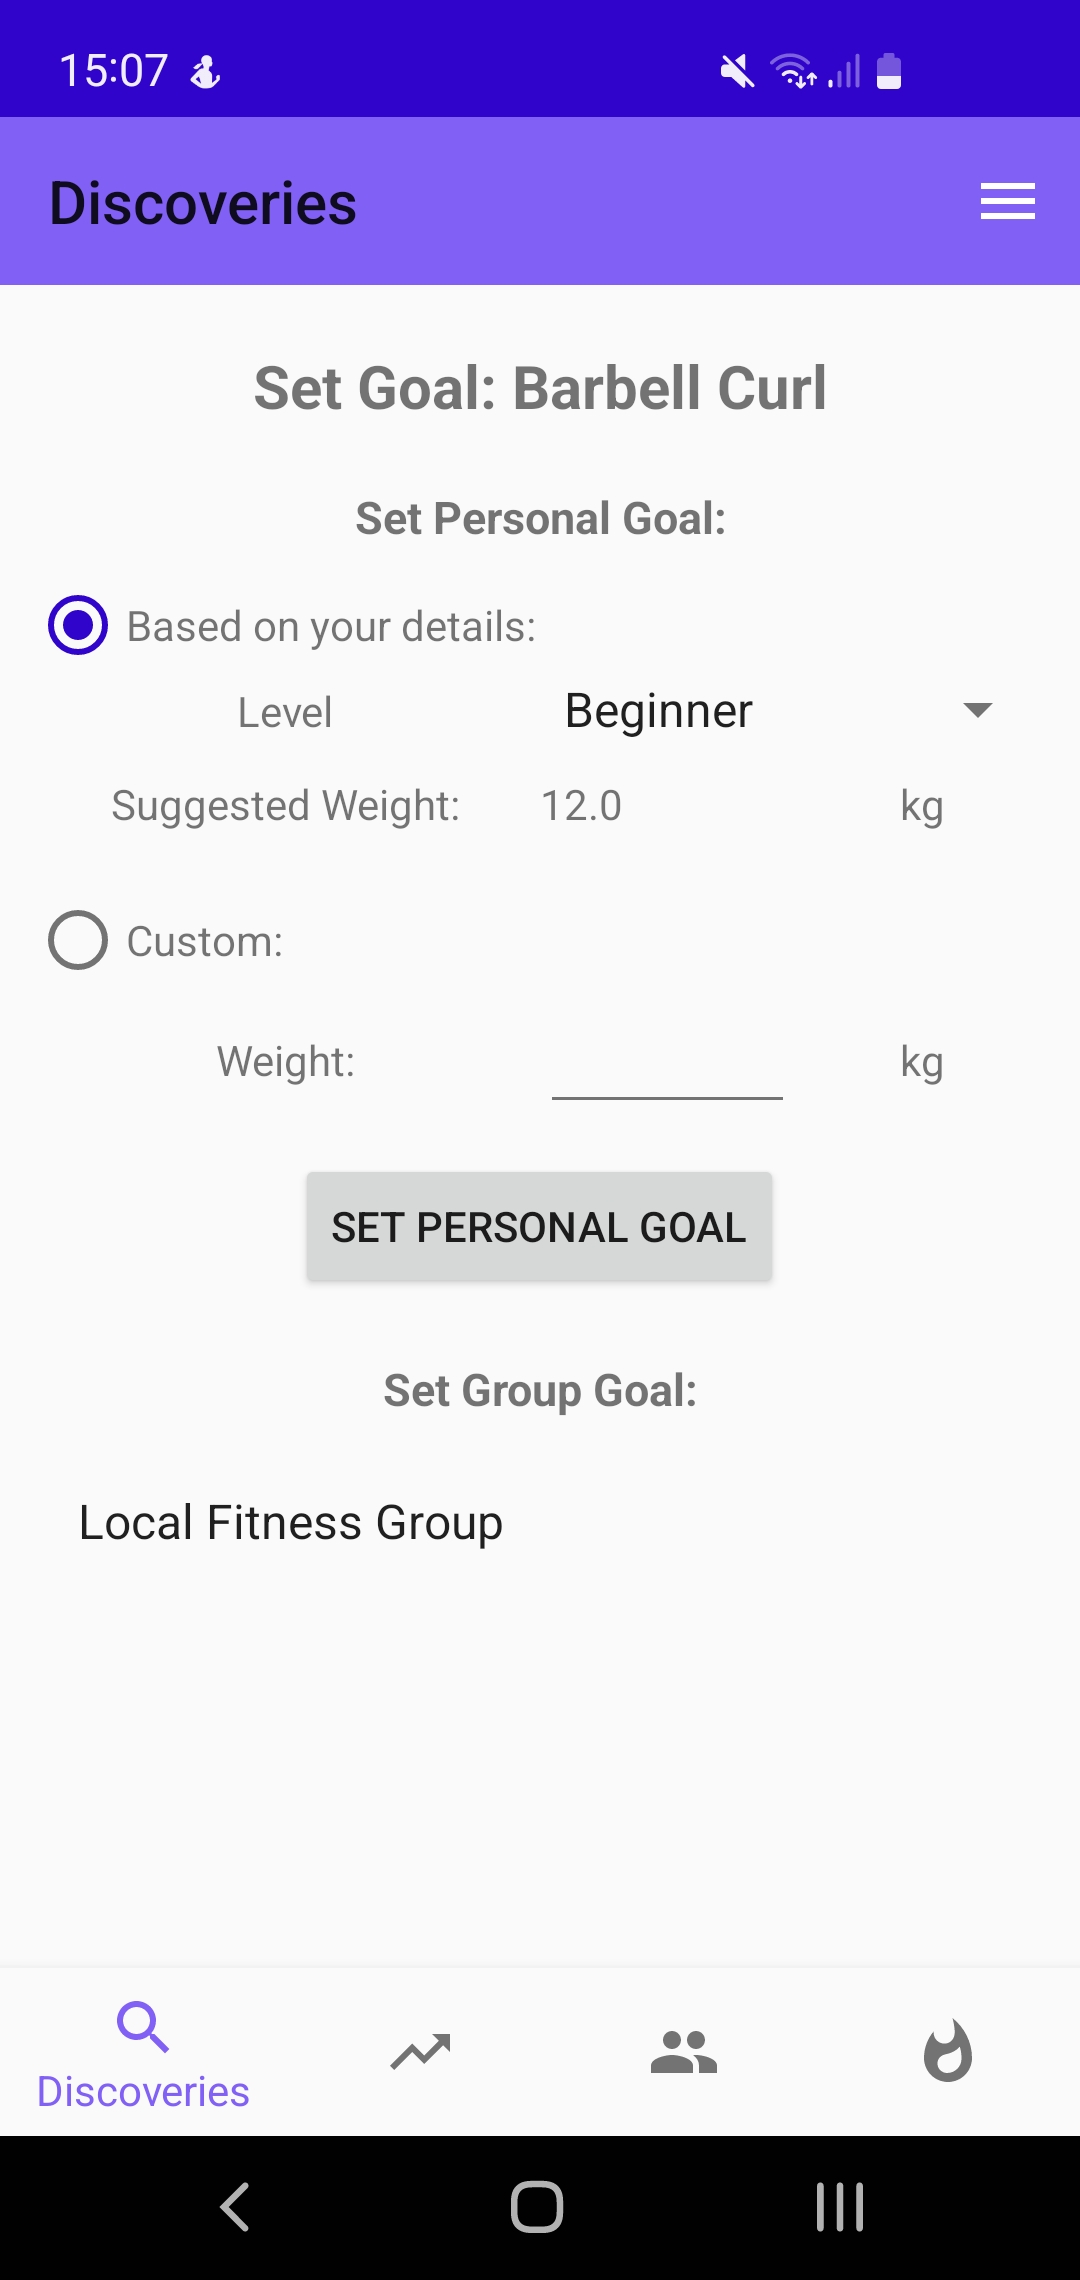 15:07
Discoveries
Set Goal: Barbell Curl
Set Personal Goal:
Based on your details:
Level Beginner
Suggested Weight: 12.0 kg
Custom:
Weight: kg
SET PERSONAL GOAL
Set Group Goal:
Local Fitness Group
Discoveries